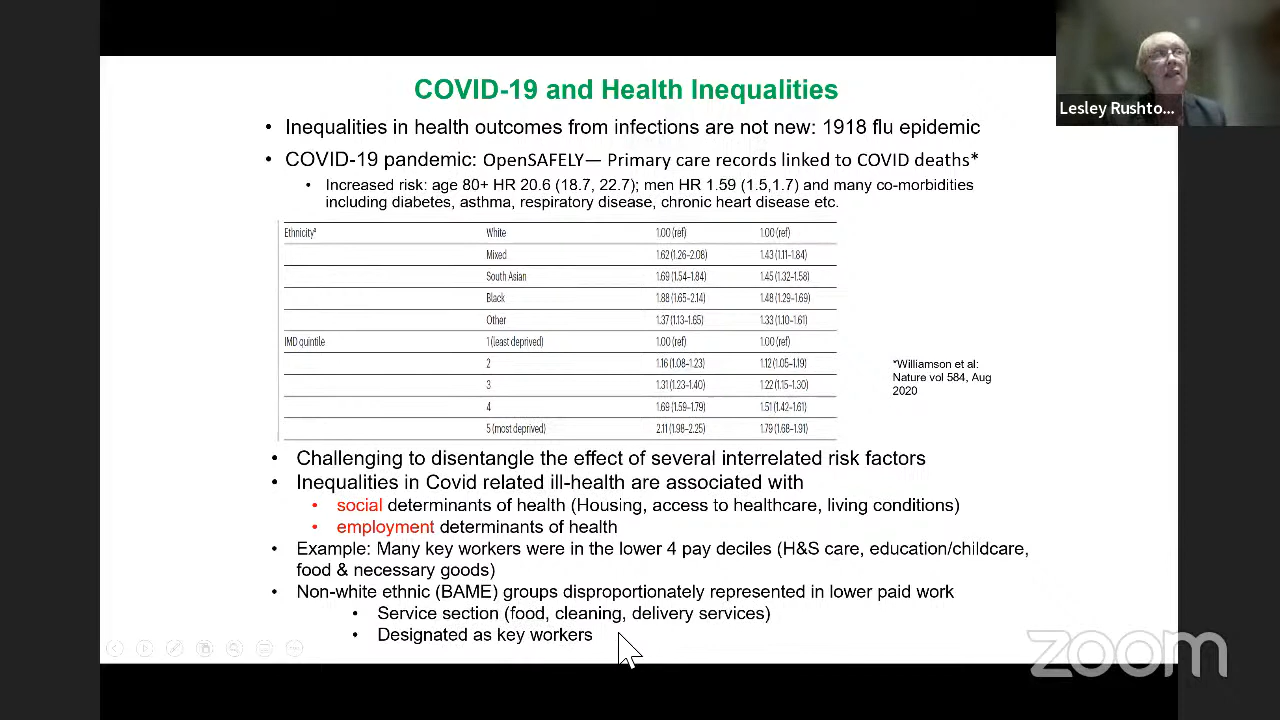 COVID-19 and Health Inequalities
Lesley Rushto...
• Inequalities in health outcomes from infections are not new: 1918 flu epidemic
• COVID-19 pandemic: OpenSAFELY— Primary care records linked to COVID deaths*
• Increased risk: age 80+ HR 20.6 (18.7, 22.7); men HR 1.59 (1.5,1.7) and many co-morbidities
including diabetes, asthma, respiratory disease, chronic heart disease etc.
Ethnicityª White 1.00 (ref) 1.00 (ref)
Mixed 1.62 (1.26–2.08) 1.43 (1.11–1.84)
South Asian 1.69 (1.54–1.84) 1.45 (1.32–1.58)
Black 1.88 (1.65–2.14) 1.48 (1.29–1.69)
Other 1.37 (1.13–1.65) 1.33 (1.10–1.61)
IMD quintile 1 (least deprived) 1.00 (ref) 1.00 (ref)
2 1.16 (1.08–1.23) 1.12 (1.05–1.19)
3 1.31 (1.23–1.40) 1.22 (1.15–1.30)
4 1.69 (1.59–1.79) 1.51 (1.42–1.61)
5 (most deprived) 2.11 (1.98–2.25) 1.79 (1.68–1.91)
*Williamson et al:
Nature vol 584, Aug
2020
• Challenging to disentangle the effect of several interrelated risk factors
• Inequalities in Covid related ill-health are associated with
• social determinants of health (Housing, access to healthcare, living conditions)
• employment determinants of health
• Example: Many key workers were in the lower 4 pay deciles (H&S care, education/childcare,
food & necessary goods)
• Non-white ethnic (BAME) groups disproportionately represented in lower paid work
• Service section (food, cleaning, delivery services)
• Designated as key workers
zoom